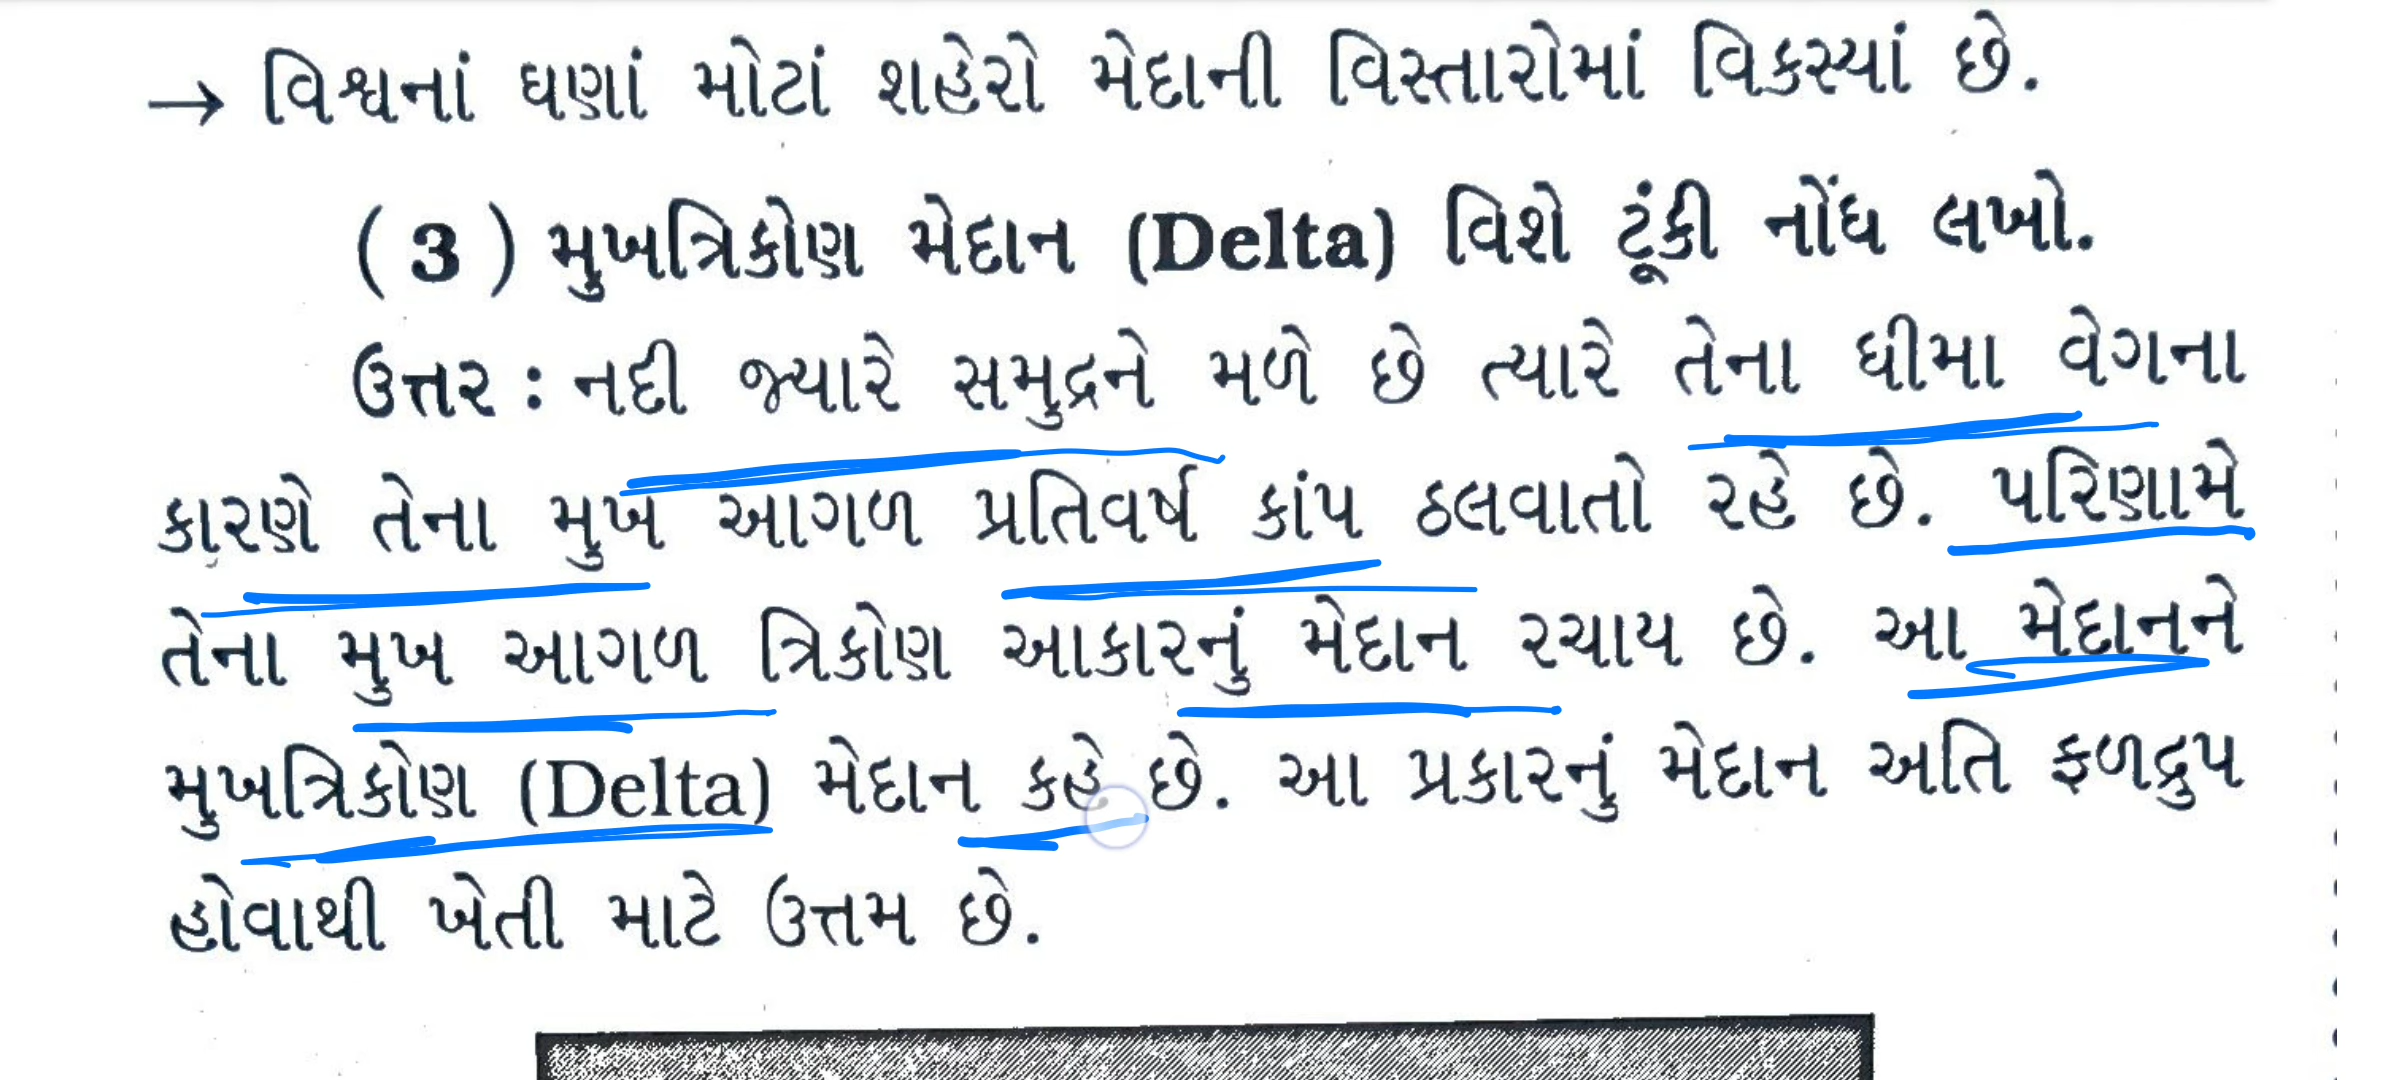 → વિશ્વનાં ઘણાં મોટાં શહેરો મેદાની વિસ્તારોમાં વિકસ્યાં છે.
(3) મુખત્રિકોણ મેદાન (Delta) વિશે ટૂંકી નોંધ લખો.
ઉત્તર : નદી જ્યારે સમુદ્રને મળે છે ત્યારે તેના ધીમા વેગના
કારણે તેના મુખ આગળ પ્રતિવર્ષ કાંપ ઠલવાતો રહે છે. પરિણામે
તેના મુખ આગળ ત્રિકોણ આકારનું મેદાન રચાય છે. આ મેદાનને
મુખત્રિકોણ (Delta) મેદાન કહે છે. આ પ્રકારનું મેદાન અતિ ફળદ્રુપ
હોવાથી ખેતી માટે ઉત્તમ છે.